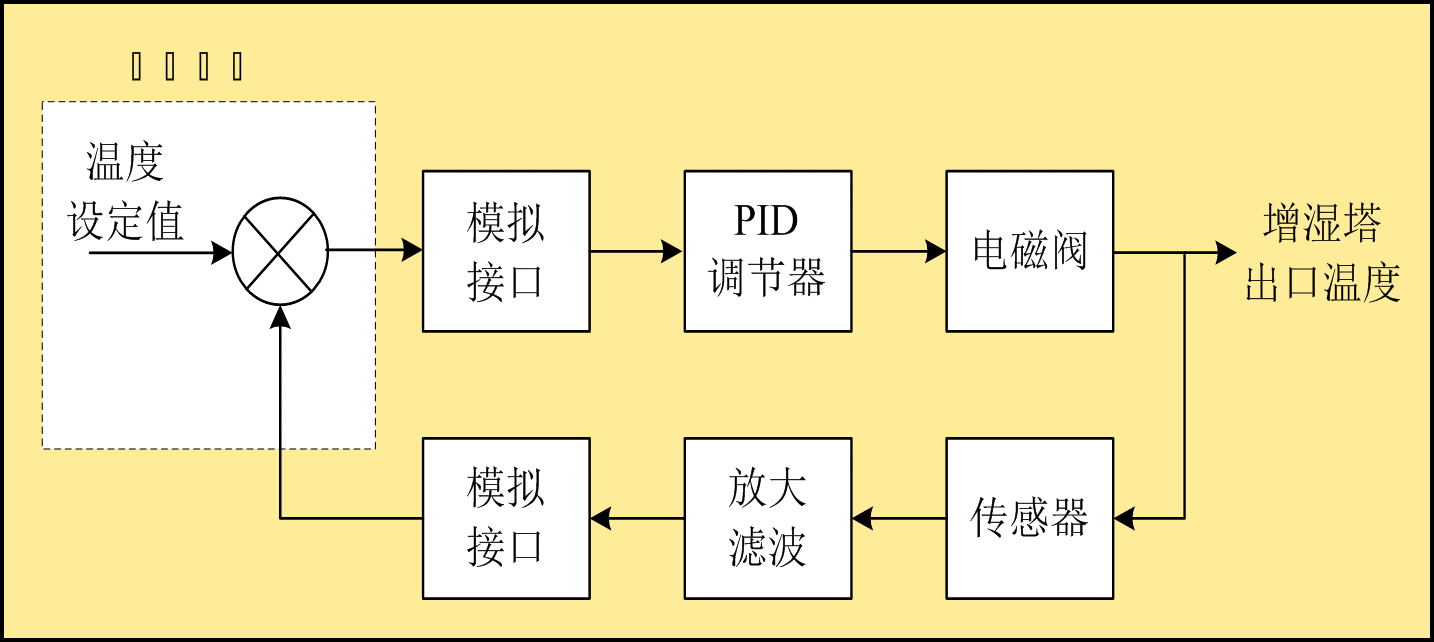 温度
设定值
模拟
接口
PID
调节器
电磁阀
增湿塔
出口温度
模拟
接口
放大
滤波
传感器